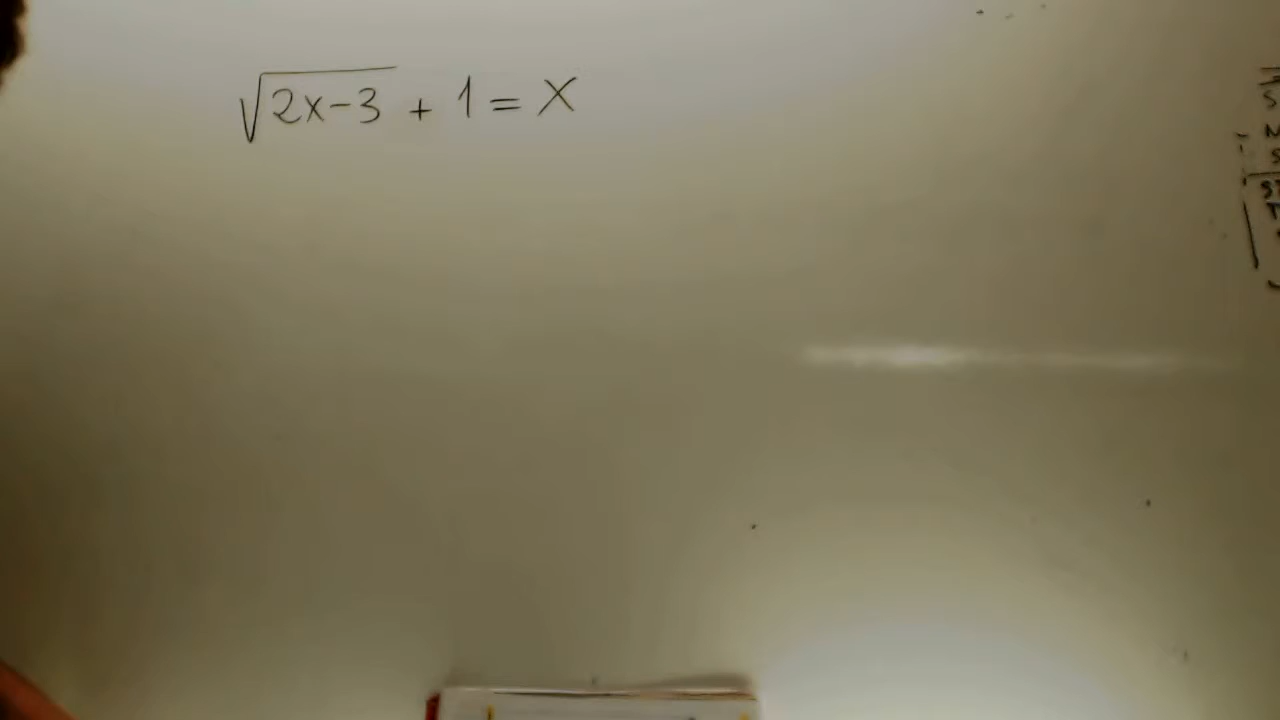 √(2x-3) + 1 = x